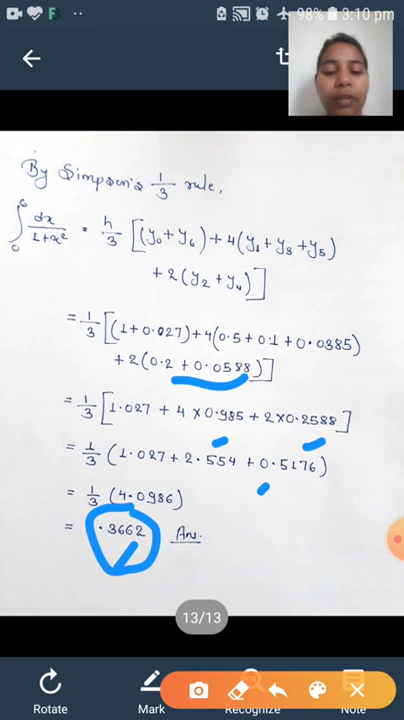 98% 3:10 pm
By Simpson's 1/3 rule,
∫₀⁶ dx/1+x² = h/3 [(y₀+y₆)+4(y₁+y₃+y₅)
+2(y₂+y₄)]
= 1/3 [(1+0.027)+4(0.5+0.1+0.0385)
+2(0.2+0.0588)]
= 1/3 [1.027 + 4×0.985+2×0.2588]
= 1/3 (1.027+2.554+0.5176)
= 1/3 (4.0986)
= .3662 Ans.
13/13
Rotate
Mark
Recognize
Note